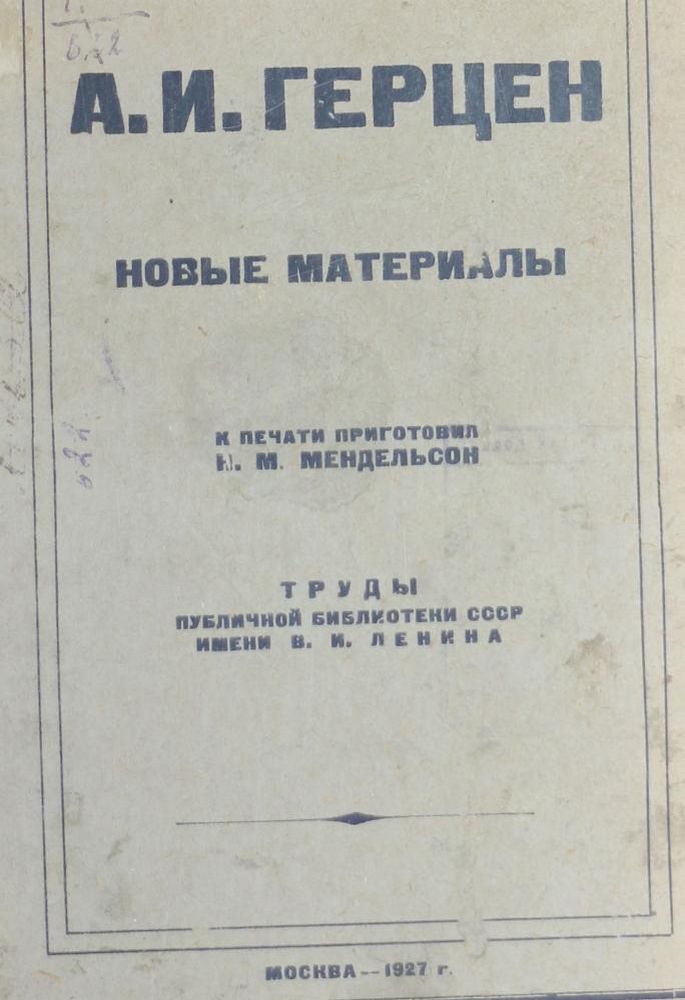 А. И. ГЕРЦЕН
НОВЫЕ МАТЕРИАЛЫ
К ПЕЧАТИ ПРИГОТОВИЛ
Н. М. МЕНДЕЛЬСОН
ТРУДЫ
ПУБЛИЧНОЙ БИБЛИОТЕКИ СССР
ИМЕНИ В. И. ЛЕНИНА
МОСКВА—1927 г.